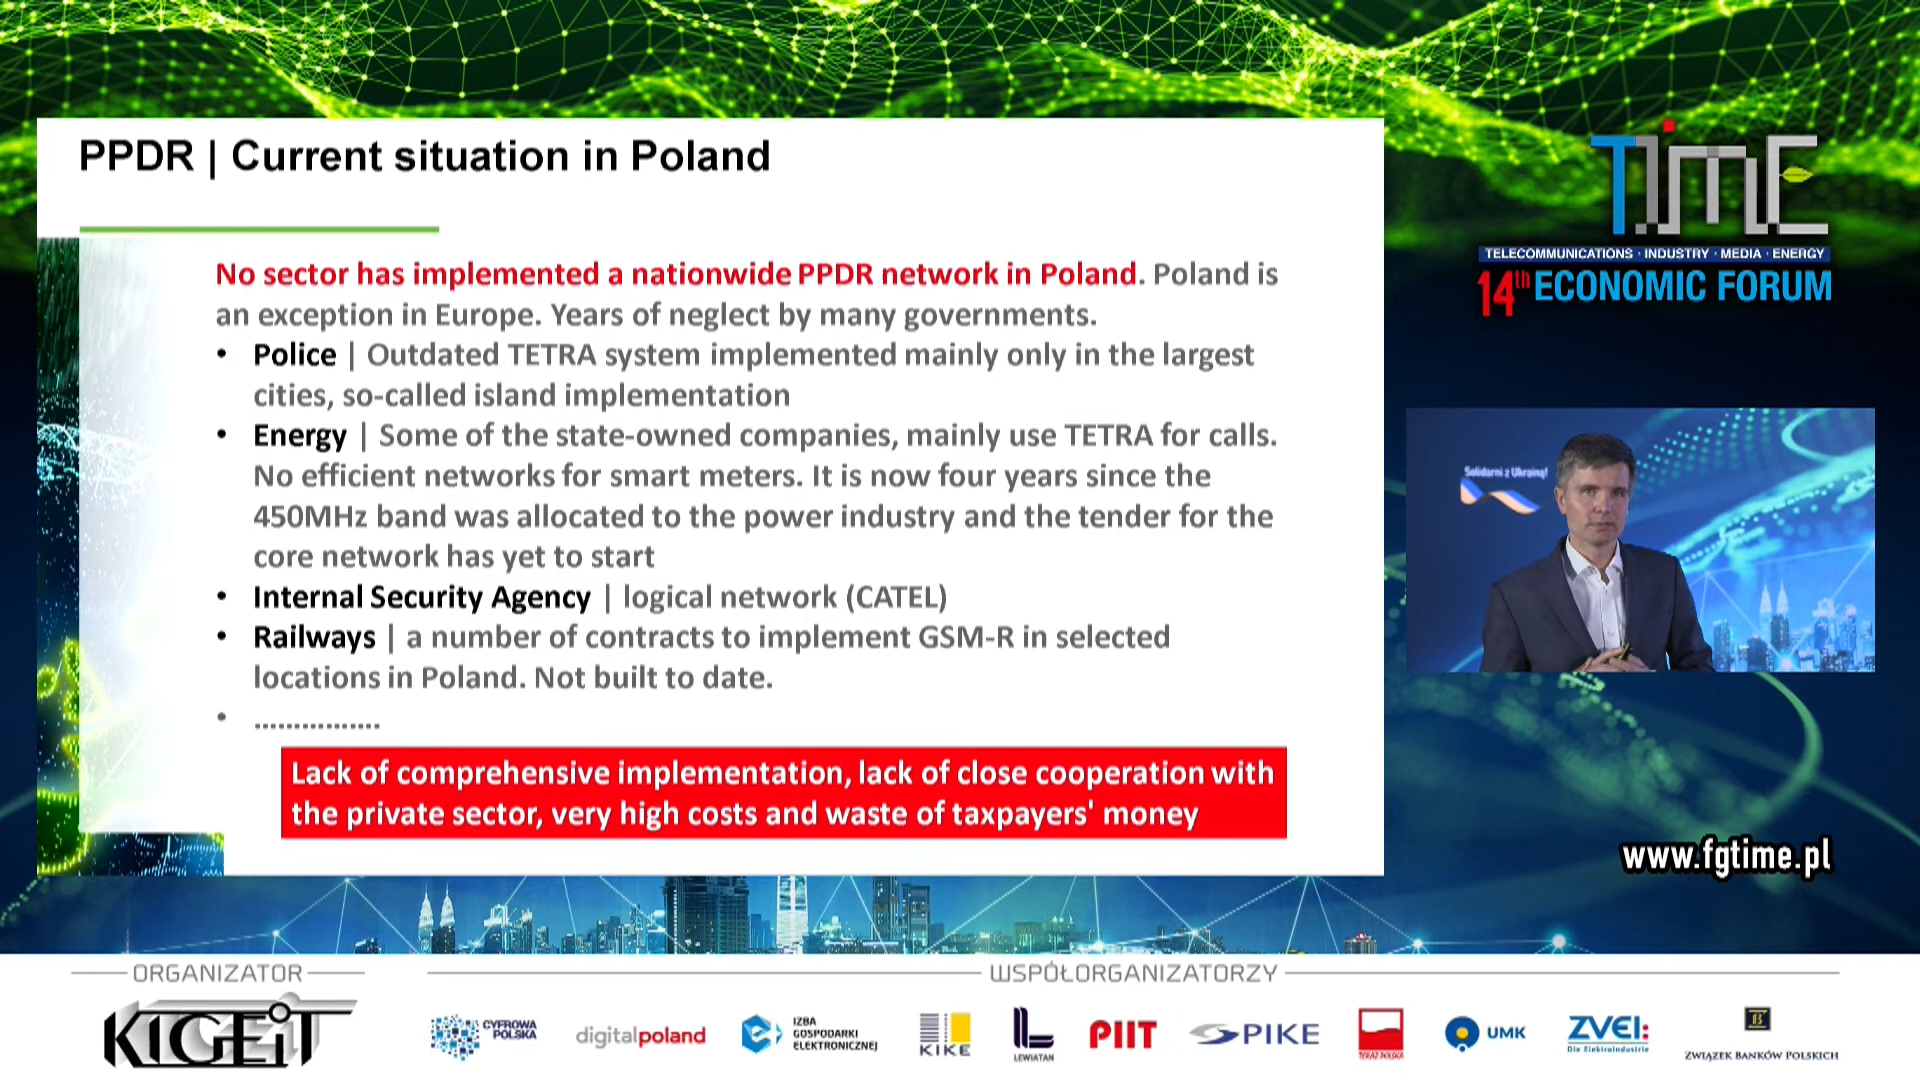 PPDR | Current situation in Poland
No sector has implemented a nationwide PPDR network in Poland. Poland is
an exception in Europe. Years of neglect by many governments.
• Police | Outdated TETRA system implemented mainly only in the largest
cities, so-called island implementation
• Energy | Some of the state-owned companies, mainly use TETRA for calls.
No efficient networks for smart meters. It is now four years since the
450MHz band was allocated to the power industry and the tender for the
core network has yet to start
• Internal Security Agency | logical network (CATEL)
• Railways | a number of contracts to implement GSM-R in selected
locations in Poland. Not built to date.
• ................
Lack of comprehensive implementation, lack of close cooperation with
the private sector, very high costs and waste of taxpayers' money
TIME
TELECOMMUNICATIONS · INDUSTRY · MEDIA · ENERGY
14th ECONOMIC FORUM
Solidarni z Ukrainą!
www.fgtime.pl
ORGANIZATOR
WSPÓŁORGANIZATORZY
KIGEiT
CYFROWA
POLSKA
digitalpoland
IZBA
GOSPODARKI
ELEKTRONICZNEJ
KIKE
LEWIATAN
PIIT
PIKE
TERAZ POLSKA
UMK
ZVEI:
Die Elektroindustrie
ZWIĄZEK BANKÓW POLSKICH